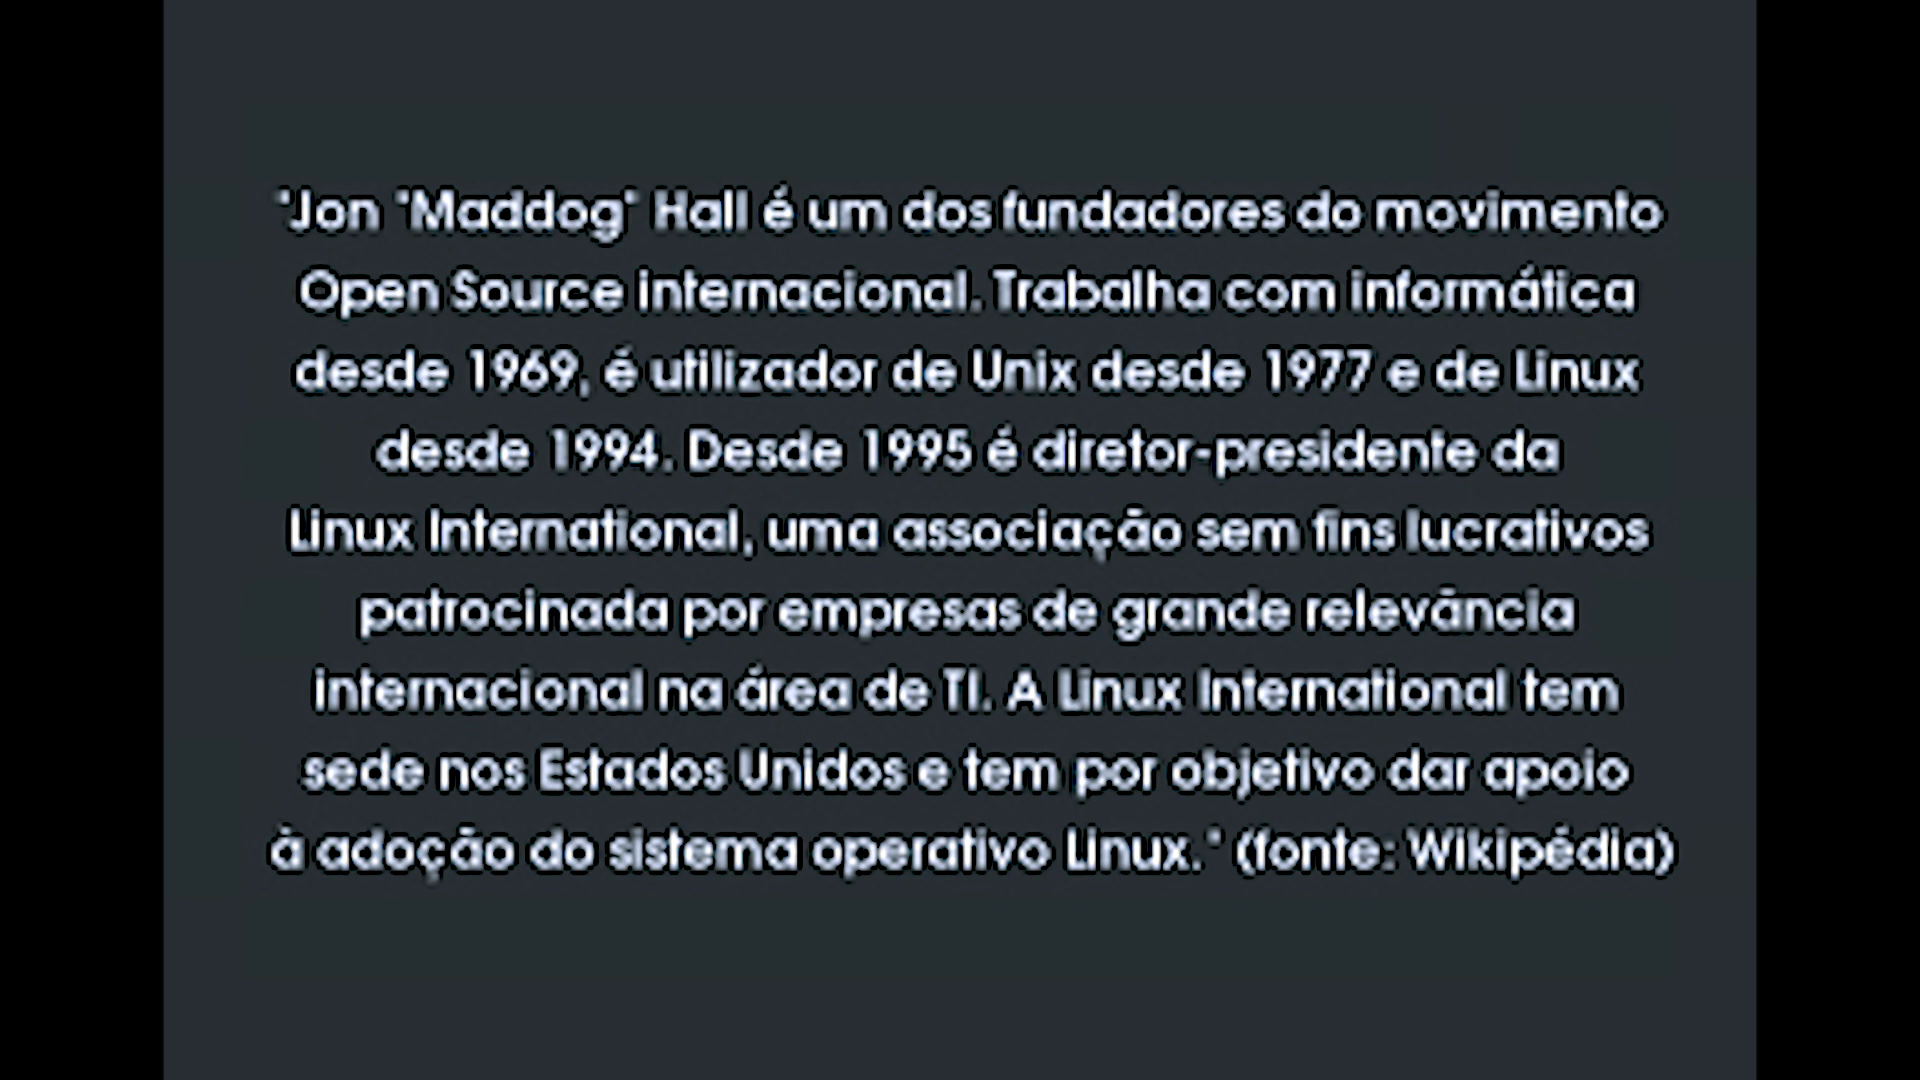 "Jon "Maddog" Hall é um dos fundadores do movimento
Open Source internacional. Trabalha com informática
desde 1969, é utilizador de Unix desde 1977 e de Linux
desde 1994. Desde 1995 é diretor-presidente da
Linux International, uma associação sem fins lucrativos
patrocinada por empresas de grande relevância
internacional na área de TI. A Linux International tem
sede nos Estados Unidos e tem por objetivo dar apoio
à adoção do sistema operativo Linux." (fonte: Wikipédia)